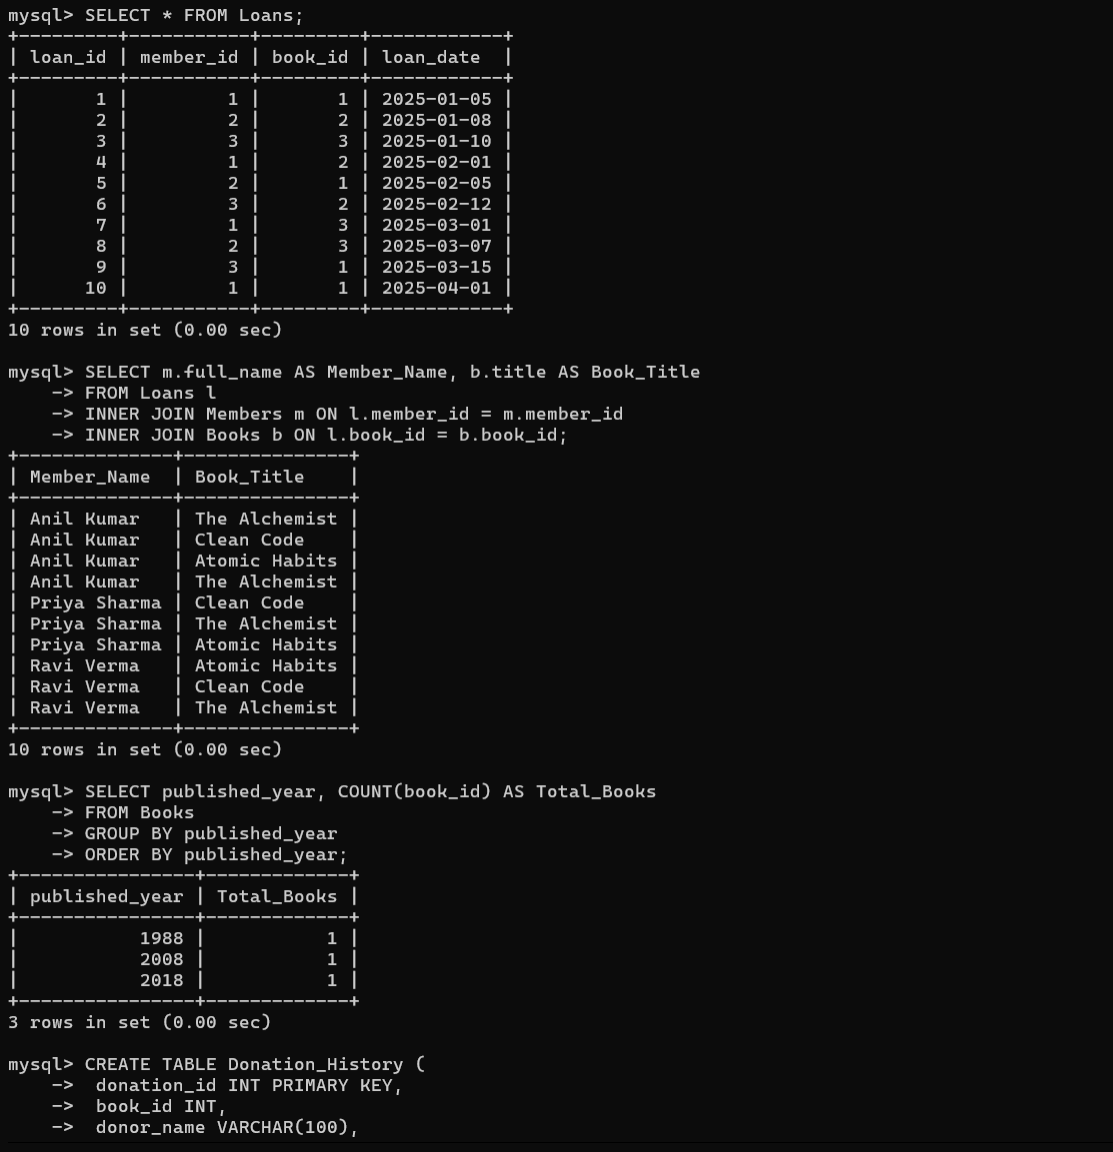 mysql> SELECT * FROM Loans;
+---------+-----------+---------+------------+
| loan_id | member_id | book_id | loan_date  |
+---------+-----------+---------+------------+
|       1 |         1 |       1 | 2025-01-05 |
|       2 |         2 |       2 | 2025-01-08 |
|       3 |         3 |       3 | 2025-01-10 |
|       4 |         1 |       2 | 2025-02-01 |
|       5 |         2 |       1 | 2025-02-05 |
|       6 |         3 |       2 | 2025-02-12 |
|       7 |         1 |       3 | 2025-03-01 |
|       8 |         2 |       3 | 2025-03-07 |
|       9 |         3 |       1 | 2025-03-15 |
|      10 |         1 |       1 | 2025-04-01 |
+---------+-----------+---------+------------+
10 rows in set (0.00 sec)

mysql> SELECT m.full_name AS Member_Name, b.title AS Book_Title
    -> FROM Loans l
    -> INNER JOIN Members m ON l.member_id = m.member_id
    -> INNER JOIN Books b ON l.book_id = b.book_id;
+--------------+---------------+
| Member_Name  | Book_Title    |
+--------------+---------------+
| Anil Kumar   | The Alchemist |
| Anil Kumar   | Clean Code    |
| Anil Kumar   | Atomic Habits |
| Anil Kumar   | The Alchemist |
| Priya Sharma | Clean Code    |
| Priya Sharma | The Alchemist |
| Priya Sharma | Atomic Habits |
| Ravi Verma   | Atomic Habits |
| Ravi Verma   | Clean Code    |
| Ravi Verma   | The Alchemist |
+--------------+---------------+
10 rows in set (0.00 sec)

mysql> SELECT published_year, COUNT(book_id) AS Total_Books
    -> FROM Books
    -> GROUP BY published_year
    -> ORDER BY published_year;
+----------------+-------------+
| published_year | Total_Books |
+----------------+-------------+
|           1988 |           1 |
|           2008 |           1 |
|           2018 |           1 |
+----------------+-------------+
3 rows in set (0.00 sec)

mysql> CREATE TABLE Donation_History (
    ->  donation_id INT PRIMARY KEY,
    ->  book_id INT,
    ->  donor_name VARCHAR(100),